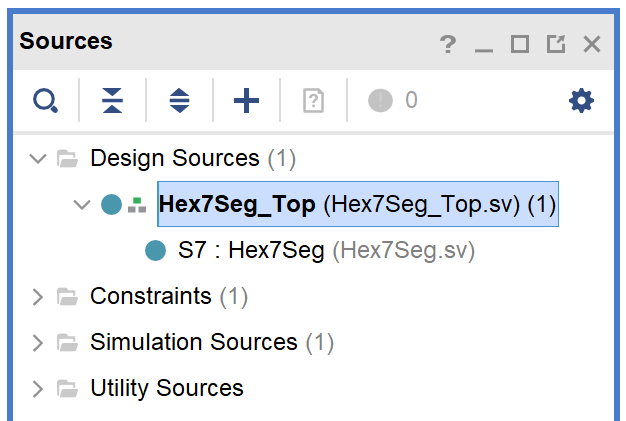 Sources ?
? 0
Design Sources (1)
Hex7Seg_Top (Hex7Seg_Top.sv) (1)
S7 : Hex7Seg (Hex7Seg.sv)
Constraints (1)
Simulation Sources (1)
Utility Sources